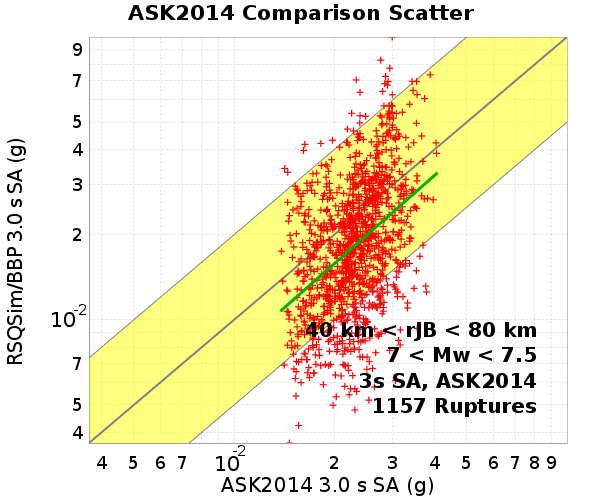 ASK2014 Comparison Scatter
RSQSim/BBP 3.0 s SA (g)
9
7
5
4
3
2
10-2
7
5
4
40 km < rJB < 80 km
7 < Mw < 7.5
3s SA, ASK2014
1157 Ruptures
4 5 6 7 10-2 2 3 4 5 6 7 8 9
ASK2014 3.0 s SA (g)